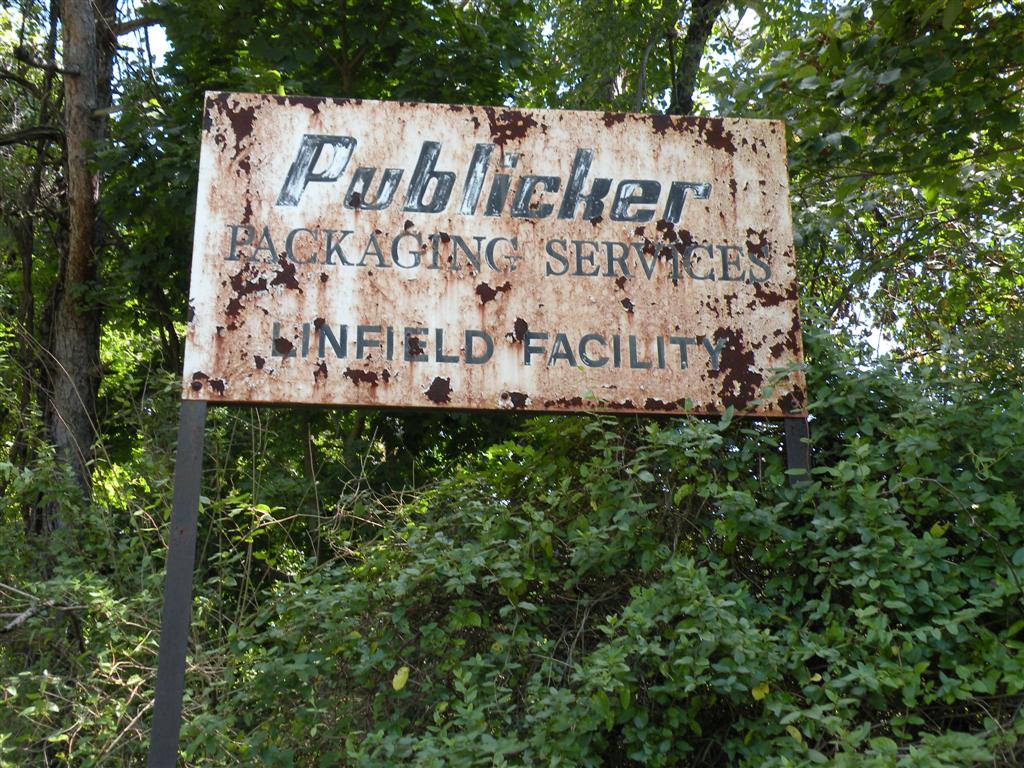 Publicker
PACKAGING SERVICES
LINFIELD FACILITY